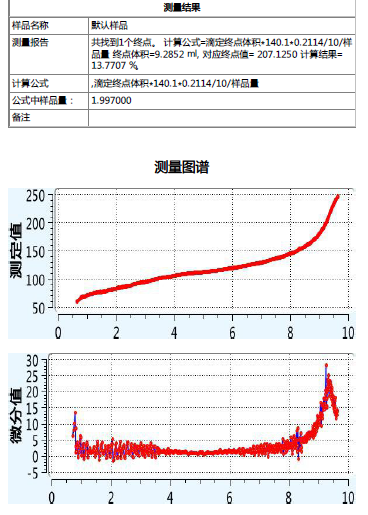 测量结果
样品名称 默认样品
测量报告 共找到1个终点。 计算公式=滴定终点体积*140.1*0.2114/10/样
品量 终点体积=9.2852 ml, 对应终点值= 207.1250 计算结果=
13.7707 %,
计算公式 ,滴定终点体积*140.1*0.2114/10/样品量
公式中样品量： 1.997000
备注
测量图谱
测定值
250
200
150
100
50
0 2 4 6 8 10
微分值
30
25
20
15
10
5
0
-5
0 2 4 6 8 10